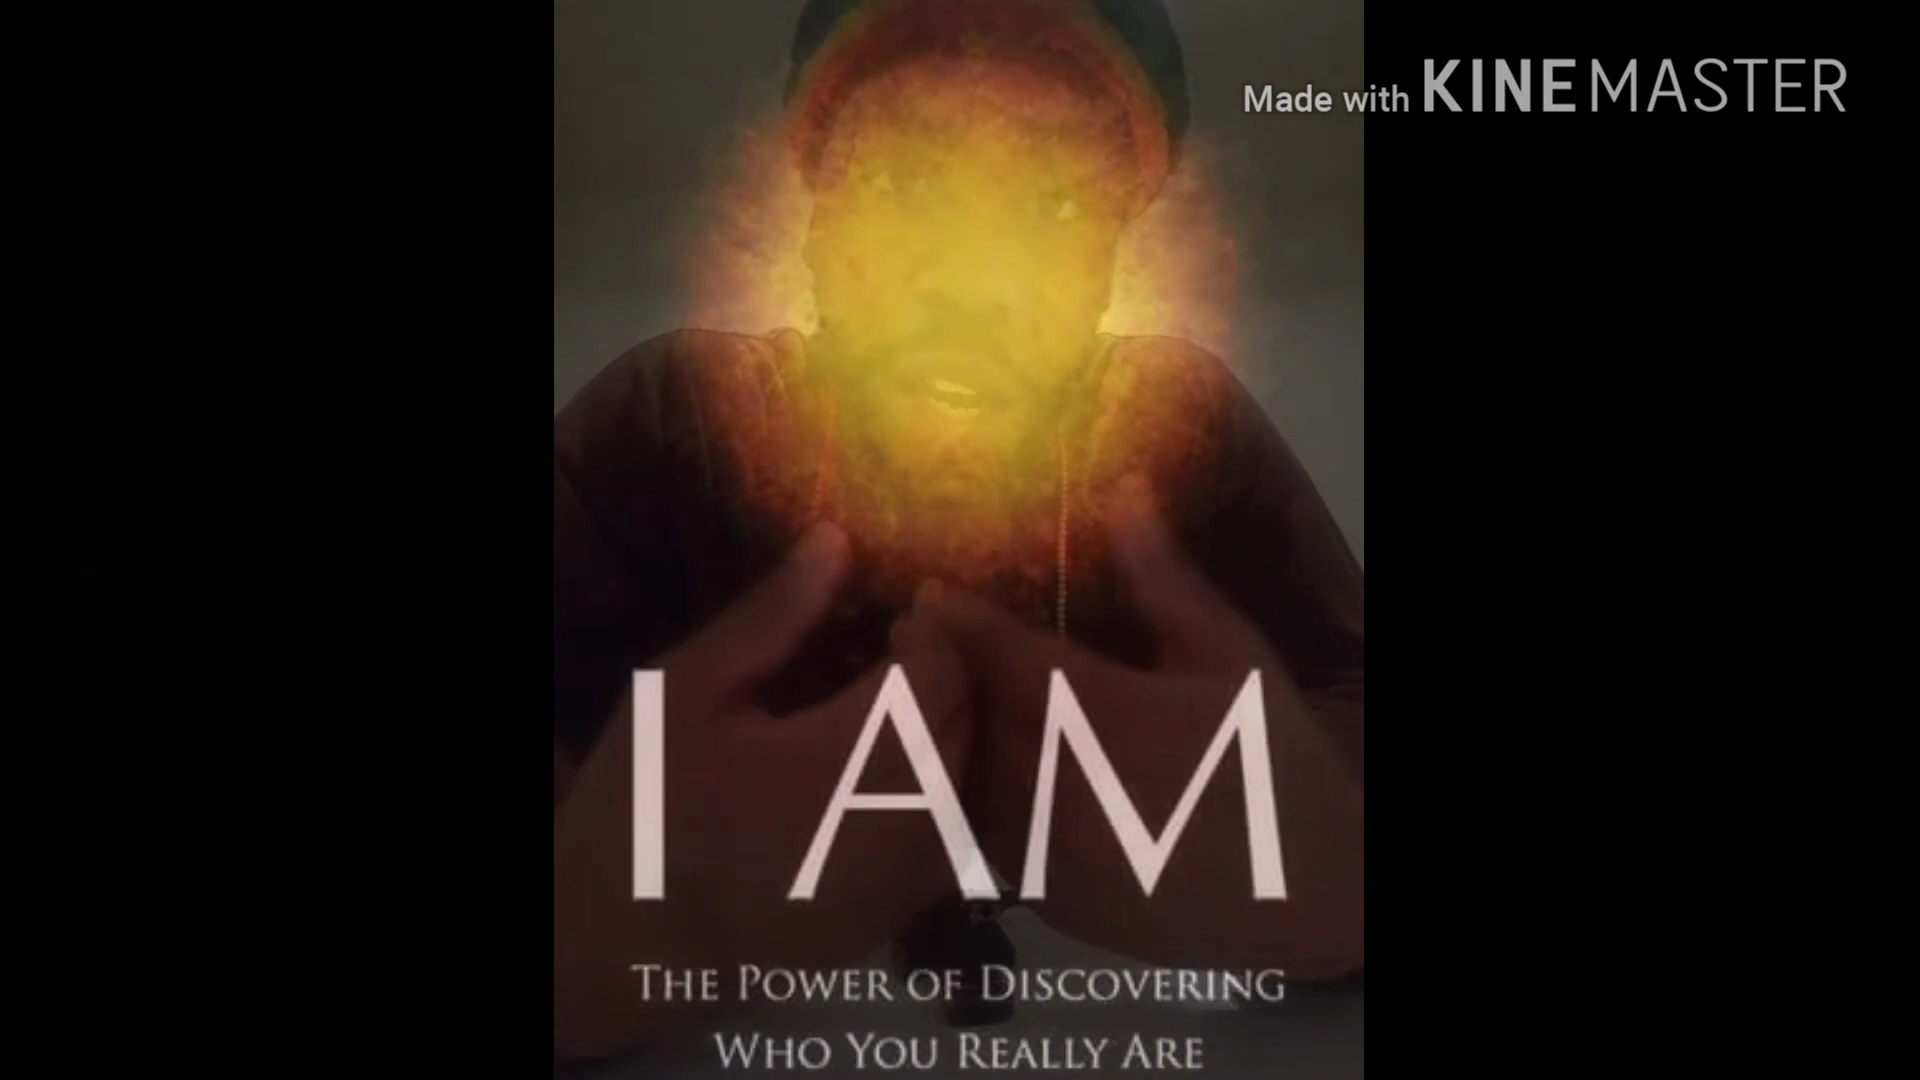 Made with KINEMASTER
I AM
THE POWER OF DISCOVERING
WHO YOU REALLY ARE